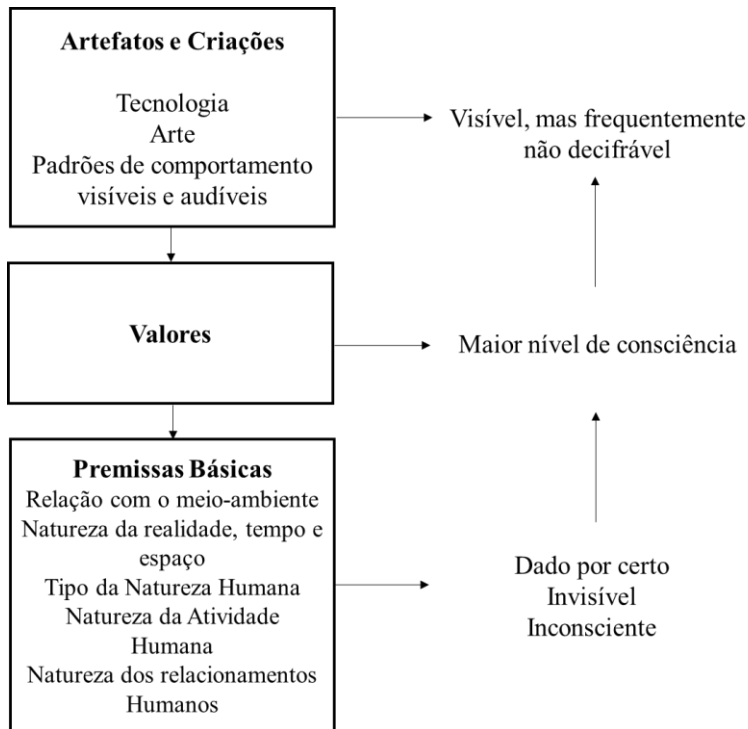 Artefatos e Criações
Tecnologia
Arte
Padrões de comportamento
visíveis e audíveis
Visível, mas frequentemente
não decifrável
Valores
Maior nível de consciência
Premissas Básicas
Relação com o meio-ambiente
Natureza da realidade, tempo e
espaço
Tipo da Natureza Humana
Natureza da Atividade
Humana
Natureza dos relacionamentos
Humanos
Dado por certo
Invisível
Inconsciente